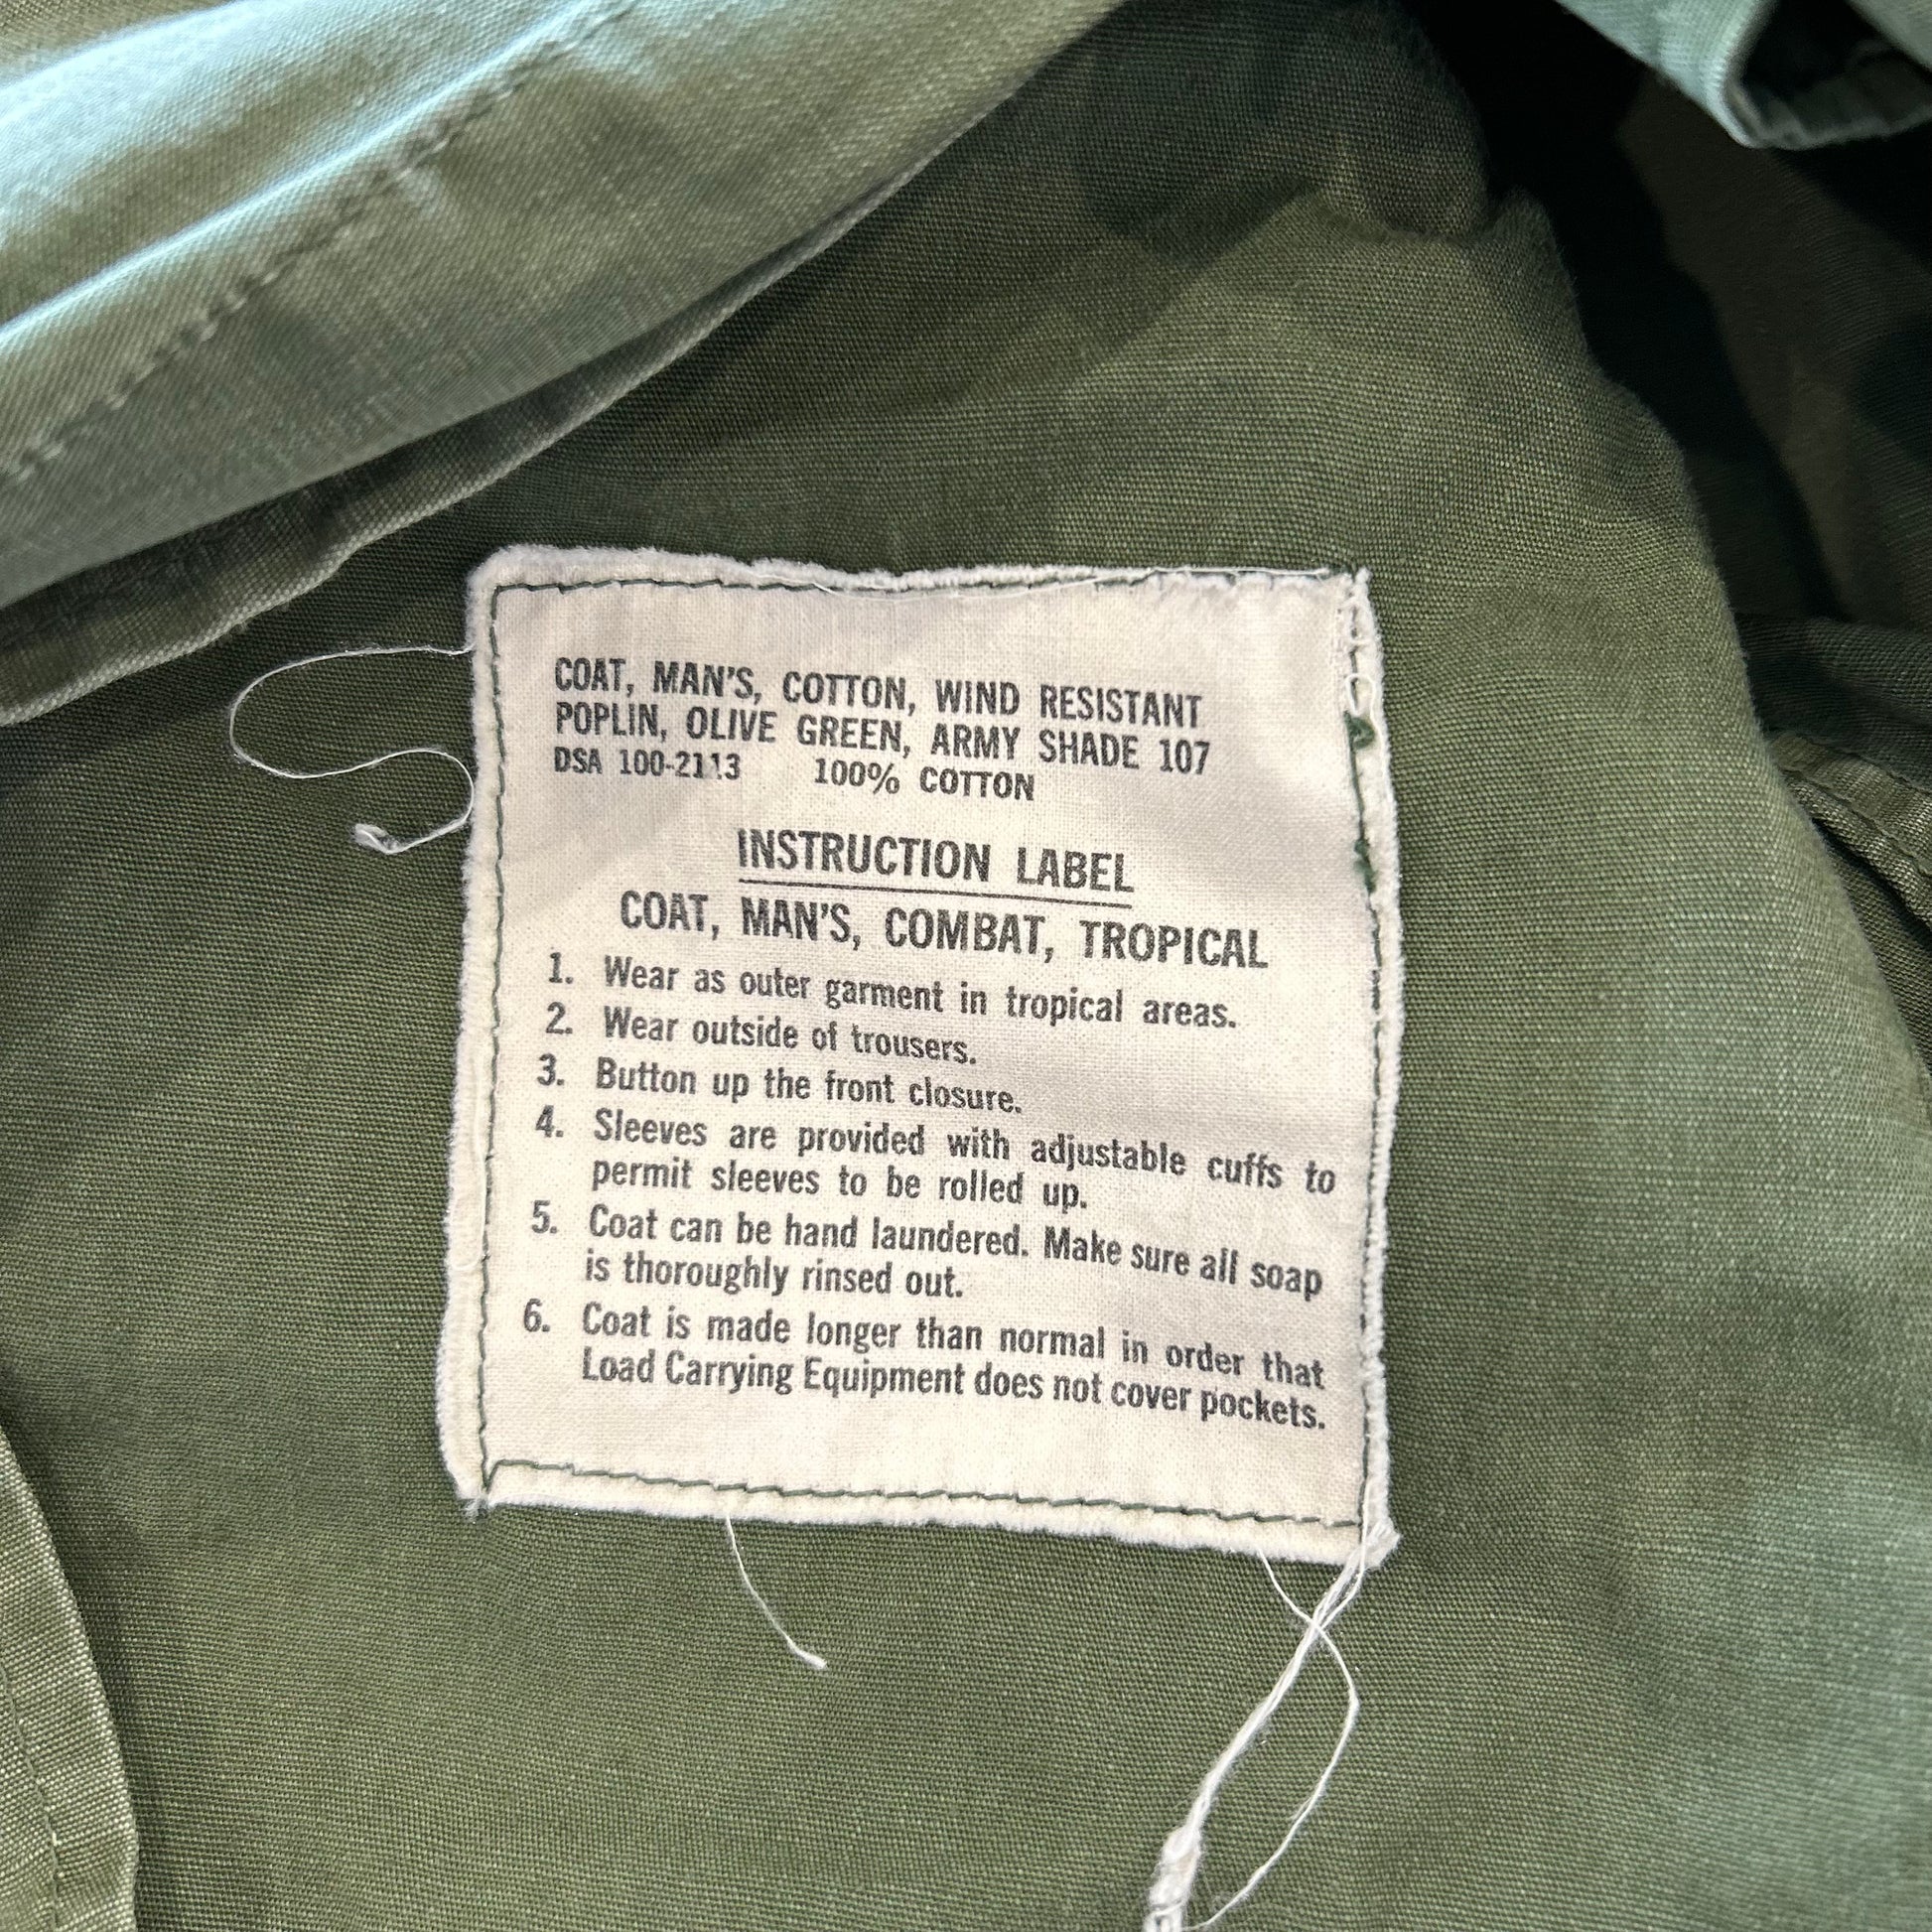 COAT, MAN'S, COTTON, WIND RESISTANT
POPLIN, OLIVE GREEN, ARMY SHADE 107
DSA 100-2113 100% COTTON
INSTRUCTION LABEL
COAT, MAN'S, COMBAT, TROPICAL
1. Wear as outer garment in tropical areas.
2. Wear outside of trousers.
3. Button up the front closure.
4. Sleeves are provided with adjustable cuffs to
permit sleeves to be rolled up.
5. Coat can be hand laundered. Make sure all soap
is thoroughly rinsed out.
6. Coat is made longer than normal in order that
Load Carrying Equipment does not cover pockets.